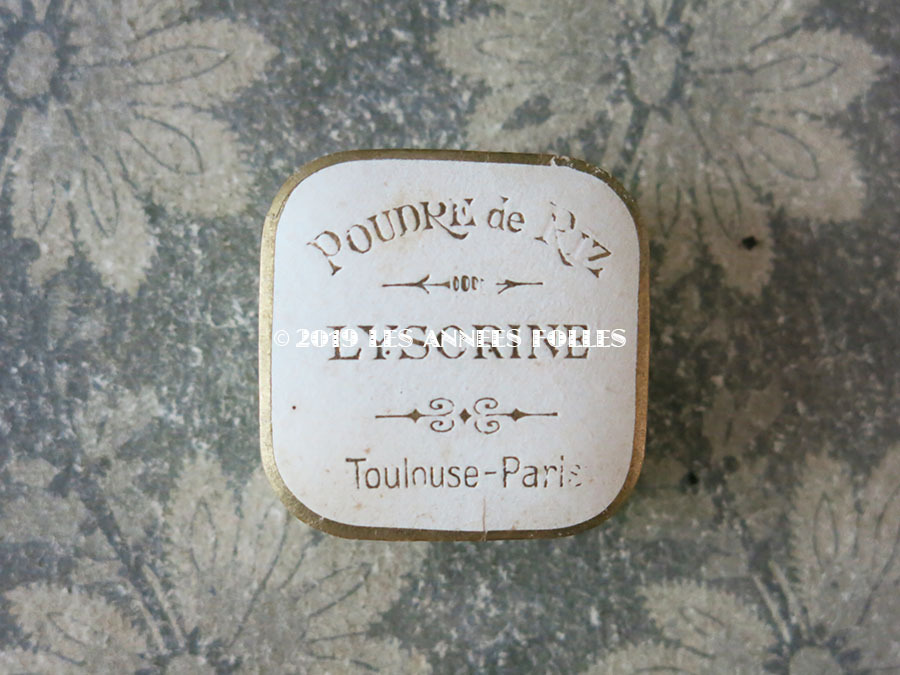 POUDRE de RIZ
LYSORINE
© 2019 LES ANNEES FOLLES
Toulouse-Paris